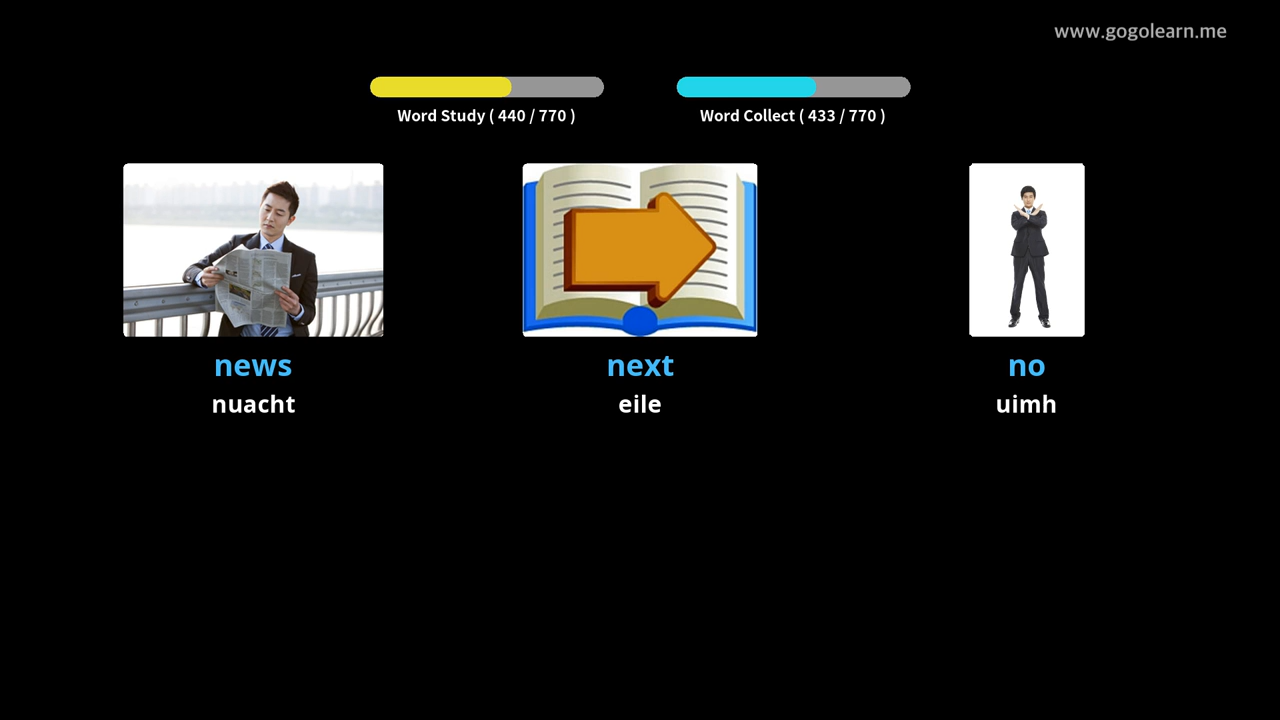 www.gogolearn.me
Word Study ( 440 / 770 )
Word Collect ( 433 / 770 )
news
nuacht
next
eile
no
uimh